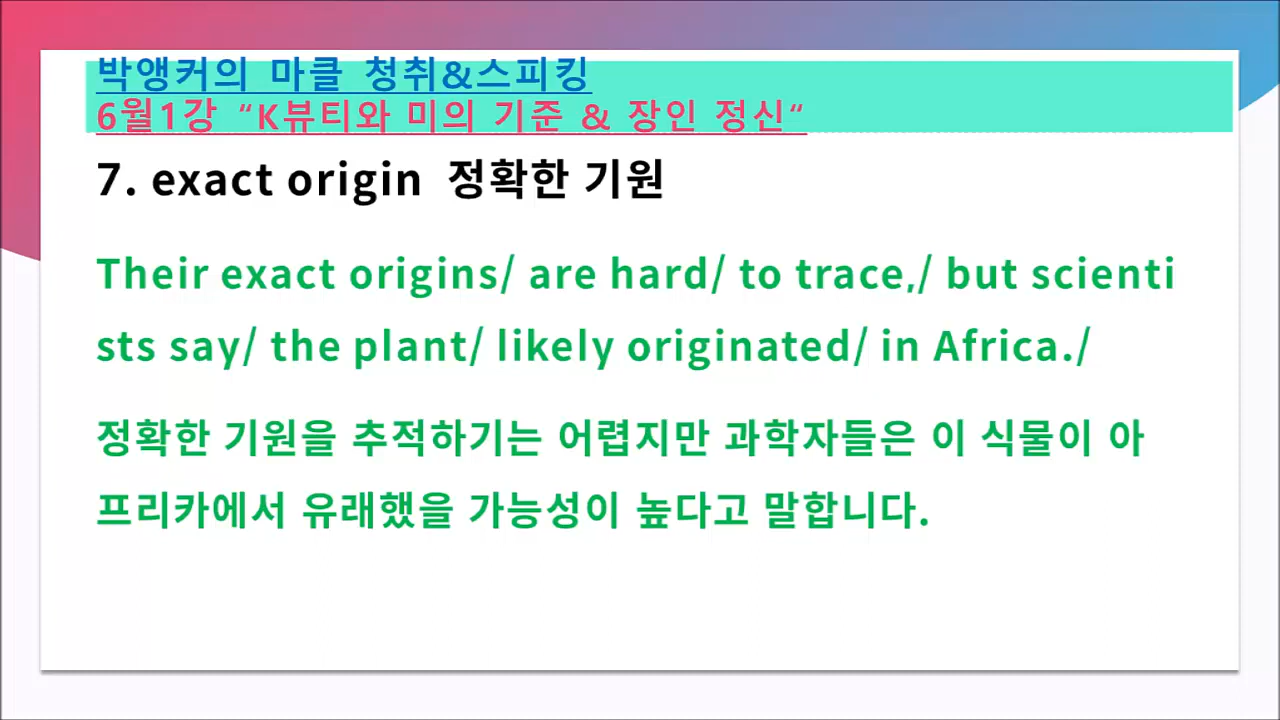 박앵커의 마클 청취&스피킹
6월1강 “K뷰티와 미의 기준 & 장인 정신“
7. exact origin 정확한 기원
Their exact origins/ are hard/ to trace,/ but scienti
sts say/ the plant/ likely originated/ in Africa./
정확한 기원을 추적하기는 어렵지만 과학자들은 이 식물이 아
프리카에서 유래했을 가능성이 높다고 말합니다.